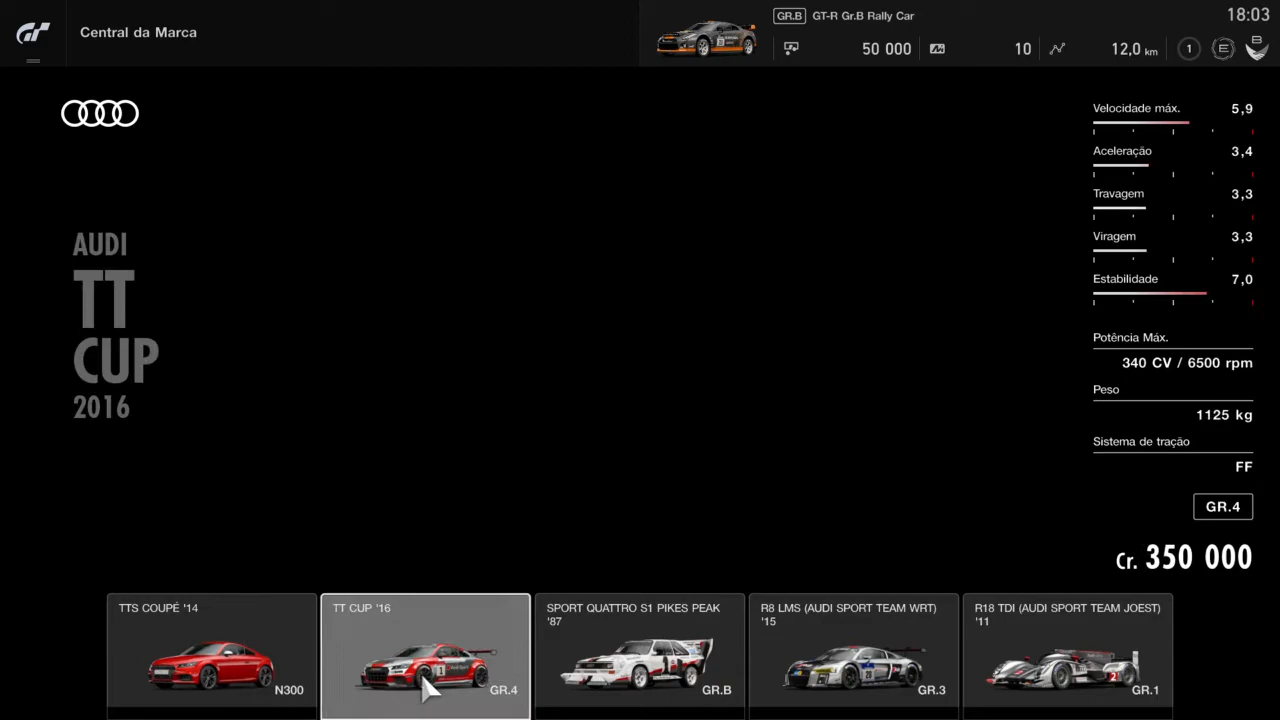 Central da Marca
GR.B GT-R Gr.B Rally Car
50 000 10 12,0 km 1 E B
18:03
AUDI
TT
CUP
2016
Velocidade máx. 5,9
Aceleração 3,4
Travagem 3,3
Viragem 3,3
Estabilidade 7,0
Potência Máx.
340 CV / 6500 rpm
Peso
1125 kg
Sistema de tração
FF
GR.4
Cr. 350 000
TTS COUPÉ '14
N300
TT CUP '16
GR.4
SPORT QUATTRO S1 PIKES PEAK
'87
GR.B
R8 LMS (AUDI SPORT TEAM WRT)
'15
GR.3
R18 TDI (AUDI SPORT TEAM JOEST)
'11
GR.1